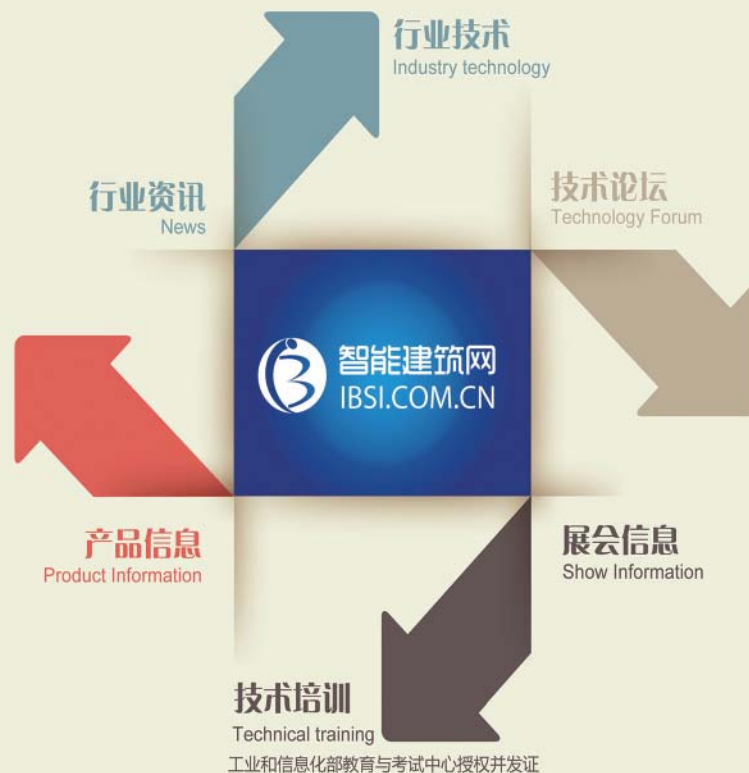 行业技术
Industry technology
行业资讯
News
技术论坛
Technology Forum
智能建筑网
IBSI.COM.CN
产品信息
Product Information
展会信息
Show Information
技术培训
Technical training
工业和信息化部教育与考试中心授权并发证